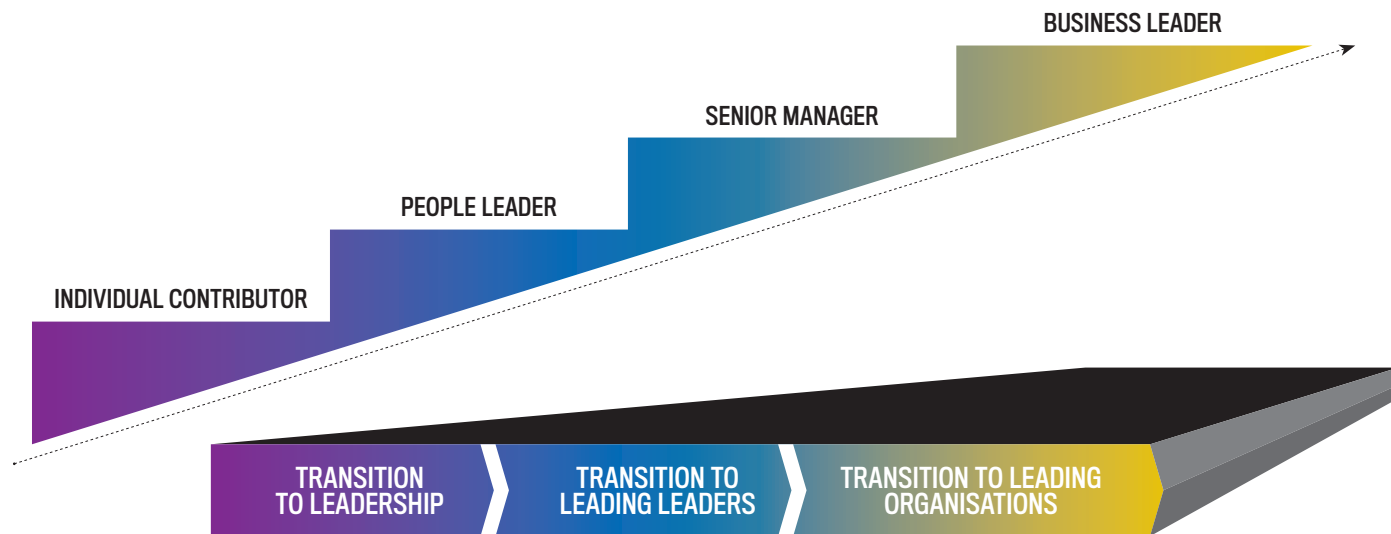 BUSINESS LEADER
SENIOR MANAGER
PEOPLE LEADER
INDIVIDUAL CONTRIBUTOR
TRANSITION
TO LEADERSHIP
TRANSITION TO
LEADING LEADERS
TRANSITION TO LEADING
ORGANISATIONS